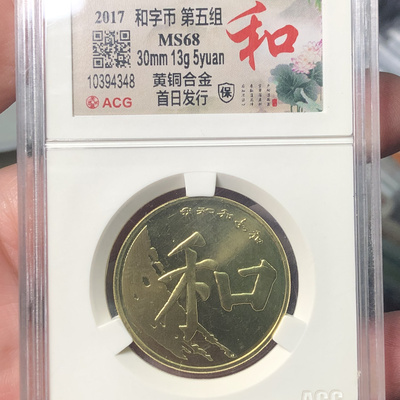 2017 和字币 第五组
MS68
30mm 13g 5yuan
10394348 黄铜合金
ACG 首日发行 保
和
和
ACG